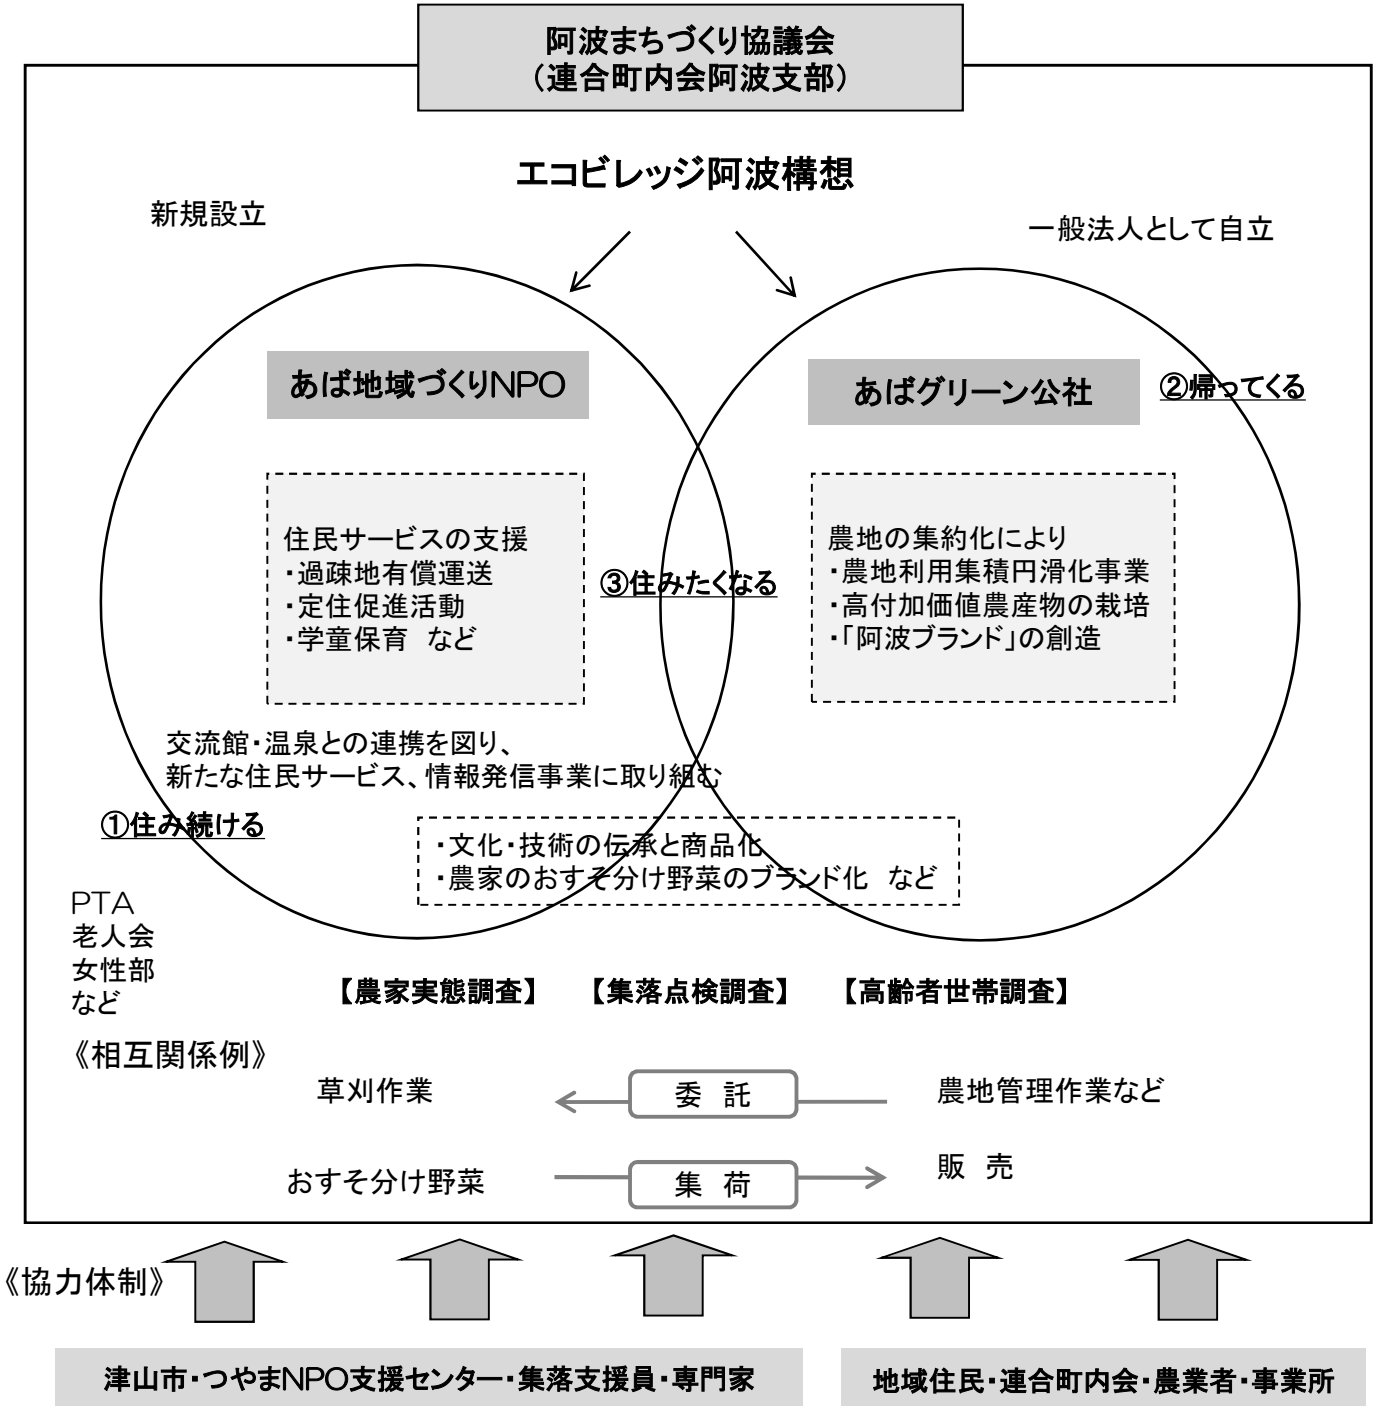 阿波まちづくり協議会
（連合町内会阿波支部）
エコビレッジ阿波構想
新規設立
一般法人として自立
あば地域づくりNPO
あばグリーン公社
②帰ってくる
住民サービスの支援
・過疎地有償運送
・定住促進活動
・学童保育　など
③住みたくなる
農地の集約化により
・農地利用集積円滑化事業
・高付加価値農産物の栽培
・「阿波ブランド」の創造
交流館・温泉との連携を図り、
新たな住民サービス、情報発信事業に取り組む
①住み続ける
・文化・技術の伝承と商品化
・農家のおすそ分け野菜のブランド化　など
PTA
老人会
女性部
など
【農家実態調査】　【集落点検調査】　【高齢者世帯調査】
《相互関係例》
草刈作業　委　託　農地管理作業など
おすそ分け野菜　集　荷　販　売
《協力体制》
津山市・つやまNPO支援センター・集落支援員・専門家
地域住民・連合町内会・農業者・事業所